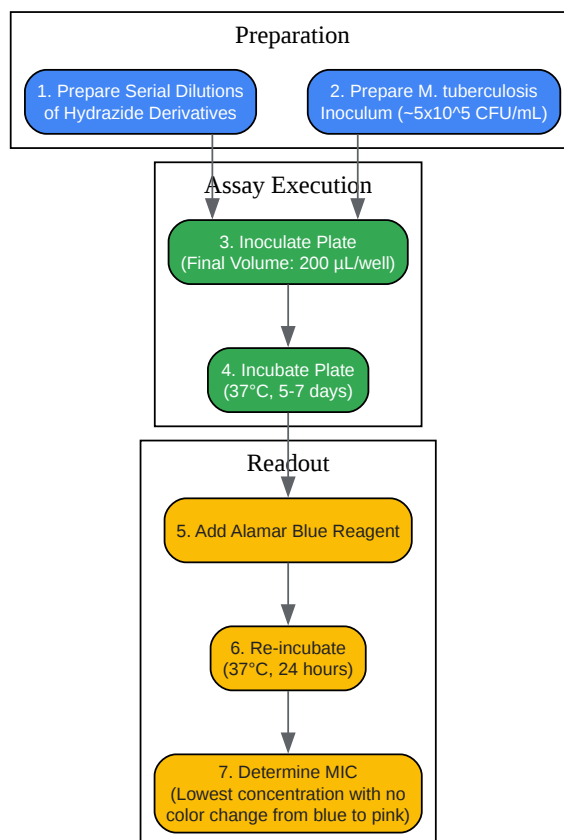 Preparation
1. Prepare Serial Dilutions
of Hydrazide Derivatives
2. Prepare M. tuberculosis
Inoculum (~5x10^5 CFU/mL)
Assay Execution
3. Inoculate Plate
(Final Volume: 200 µL/well)
4. Incubate Plate
(37°C, 5-7 days)
Readout
5. Add Alamar Blue Reagent
6. Re-incubate
(37°C, 24 hours)
7. Determine MIC
(Lowest concentration with no
color change from blue to pink)